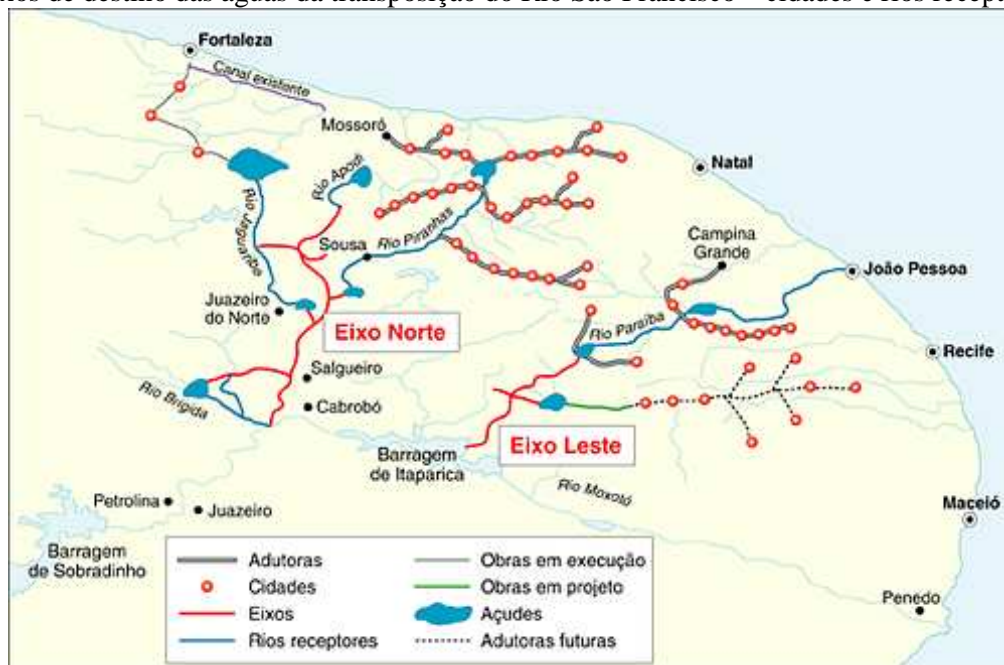 Fortaleza
Canal existente
Mossoró
Rio Apodi
Natal
Rio Jaguaribe
Sousa
Rio Piranhas
Campina
Grande
João Pessoa
Juazeiro
do Norte
Eixo Norte
Rio Paraíba
Recife
Salgueiro
Rio Brígida
Cabrobó
Eixo Leste
Barragem
de Itaparica
Rio Moxotó
Petrolina
Juazeiro
Maceió
Barragem
de Sobradinho
Adutoras
Cidades
Eixos
Rios receptores
Obras em execução
Obras em projeto
Açudes
Adutoras futuras
Penedo